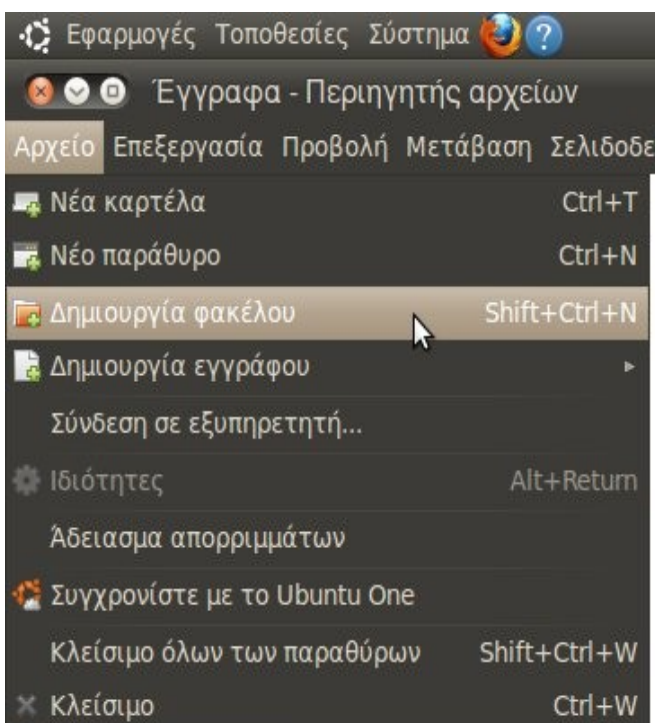 Εφαρμογές Τοποθεσίες Σύστημα ?
Έγγραφα - Περιηγητής αρχείων
Αρχείο Επεξεργασία Προβολή Μετάβαση Σελιδοδε
Νέα καρτέλα Ctrl+T
Νέο παράθυρο Ctrl+N
Δημιουργία φακέλου Shift+Ctrl+N
Δημιουργία εγγράφου
Σύνδεση σε εξυπηρετητή...
Ιδιότητες Alt+Return
Άδειασμα απορριμμάτων
Συγχρονίστε με το Ubuntu One
Κλείσιμο όλων των παραθύρων Shift+Ctrl+W
Κλείσιμο Ctrl+W